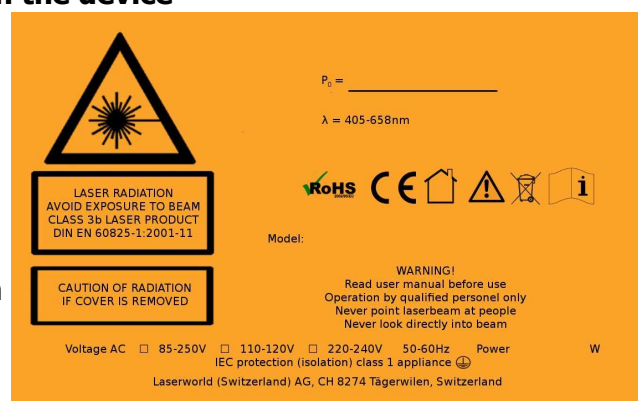 the device
P₀ =
λ = 405-658nm
RoHS
CE
i
LASER RADIATION
AVOID EXPOSURE TO BEAM
CLASS 3b LASER PRODUCT
DIN EN 60825-1:2001-11
Model:
CAUTION OF RADIATION
IF COVER IS REMOVED
WARNING!
Read user manual before use
Operation by qualified personel only
Never point laserbeam at people
Never look directly into beam
Voltage AC ☐ 85-250V ☐ 110-120V ☐ 220-240V 50-60Hz Power W
IEC protection (isolation) class 1 appliance
Laserworld (Switzerland) AG, CH 8274 Tägerwilen, Switzerland